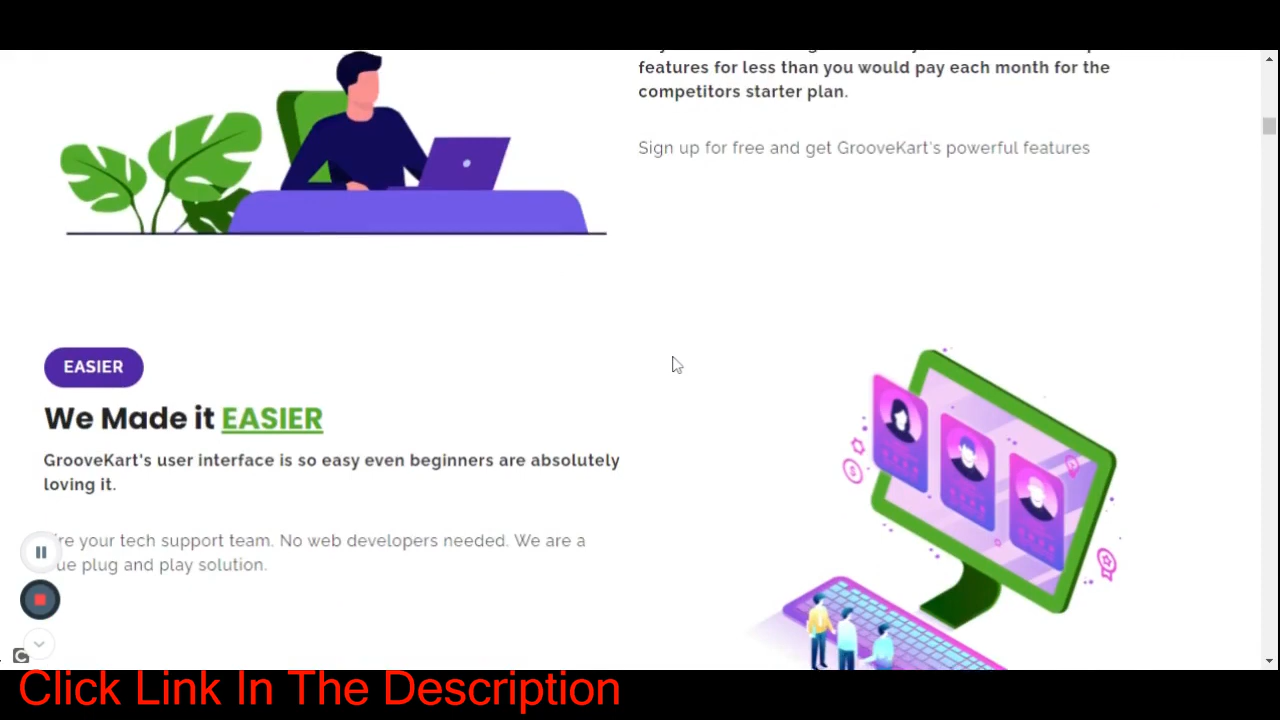 features for less than you would pay each month for the
competitors starter plan.
Sign up for free and get GrooveKart's powerful features
EASIER
We Made it EASIER
GrooveKart's user interface is so easy even beginners are absolutely
loving it.
your tech support team. No web developers needed. We are a
plug and play solution.
Click Link In The Description